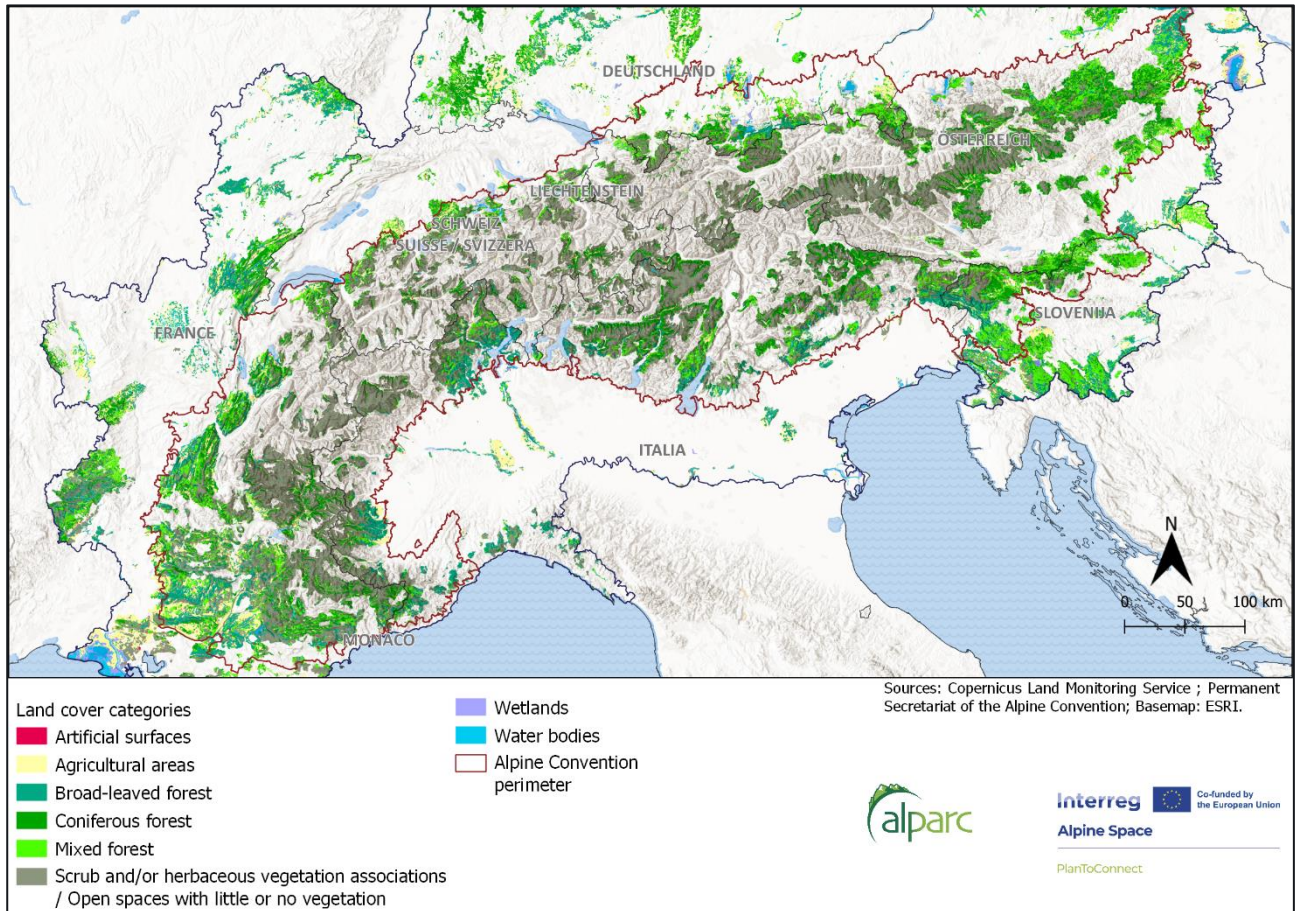 DEUTSCHLAND
ÖSTERREICH
LIECHTENSTEIN
SCHWEIZ
SUISSE / SVIZZERA
FRANCE
SLOVENIJA
ITALIA
MONACO
N
0 50 100 km
Land cover categories
Artificial surfaces
Agricultural areas
Broad-leaved forest
Coniferous forest
Mixed forest
Scrub and/or herbaceous vegetation associations
/ Open spaces with little or no vegetation
Wetlands
Water bodies
Alpine Convention
perimeter
Sources: Copernicus Land Monitoring Service ; Permanent
Secretariat of the Alpine Convention; Basemap: ESRI.
alparc
Interreg
Co-funded by
the European Union
Alpine Space
PlanToConnect